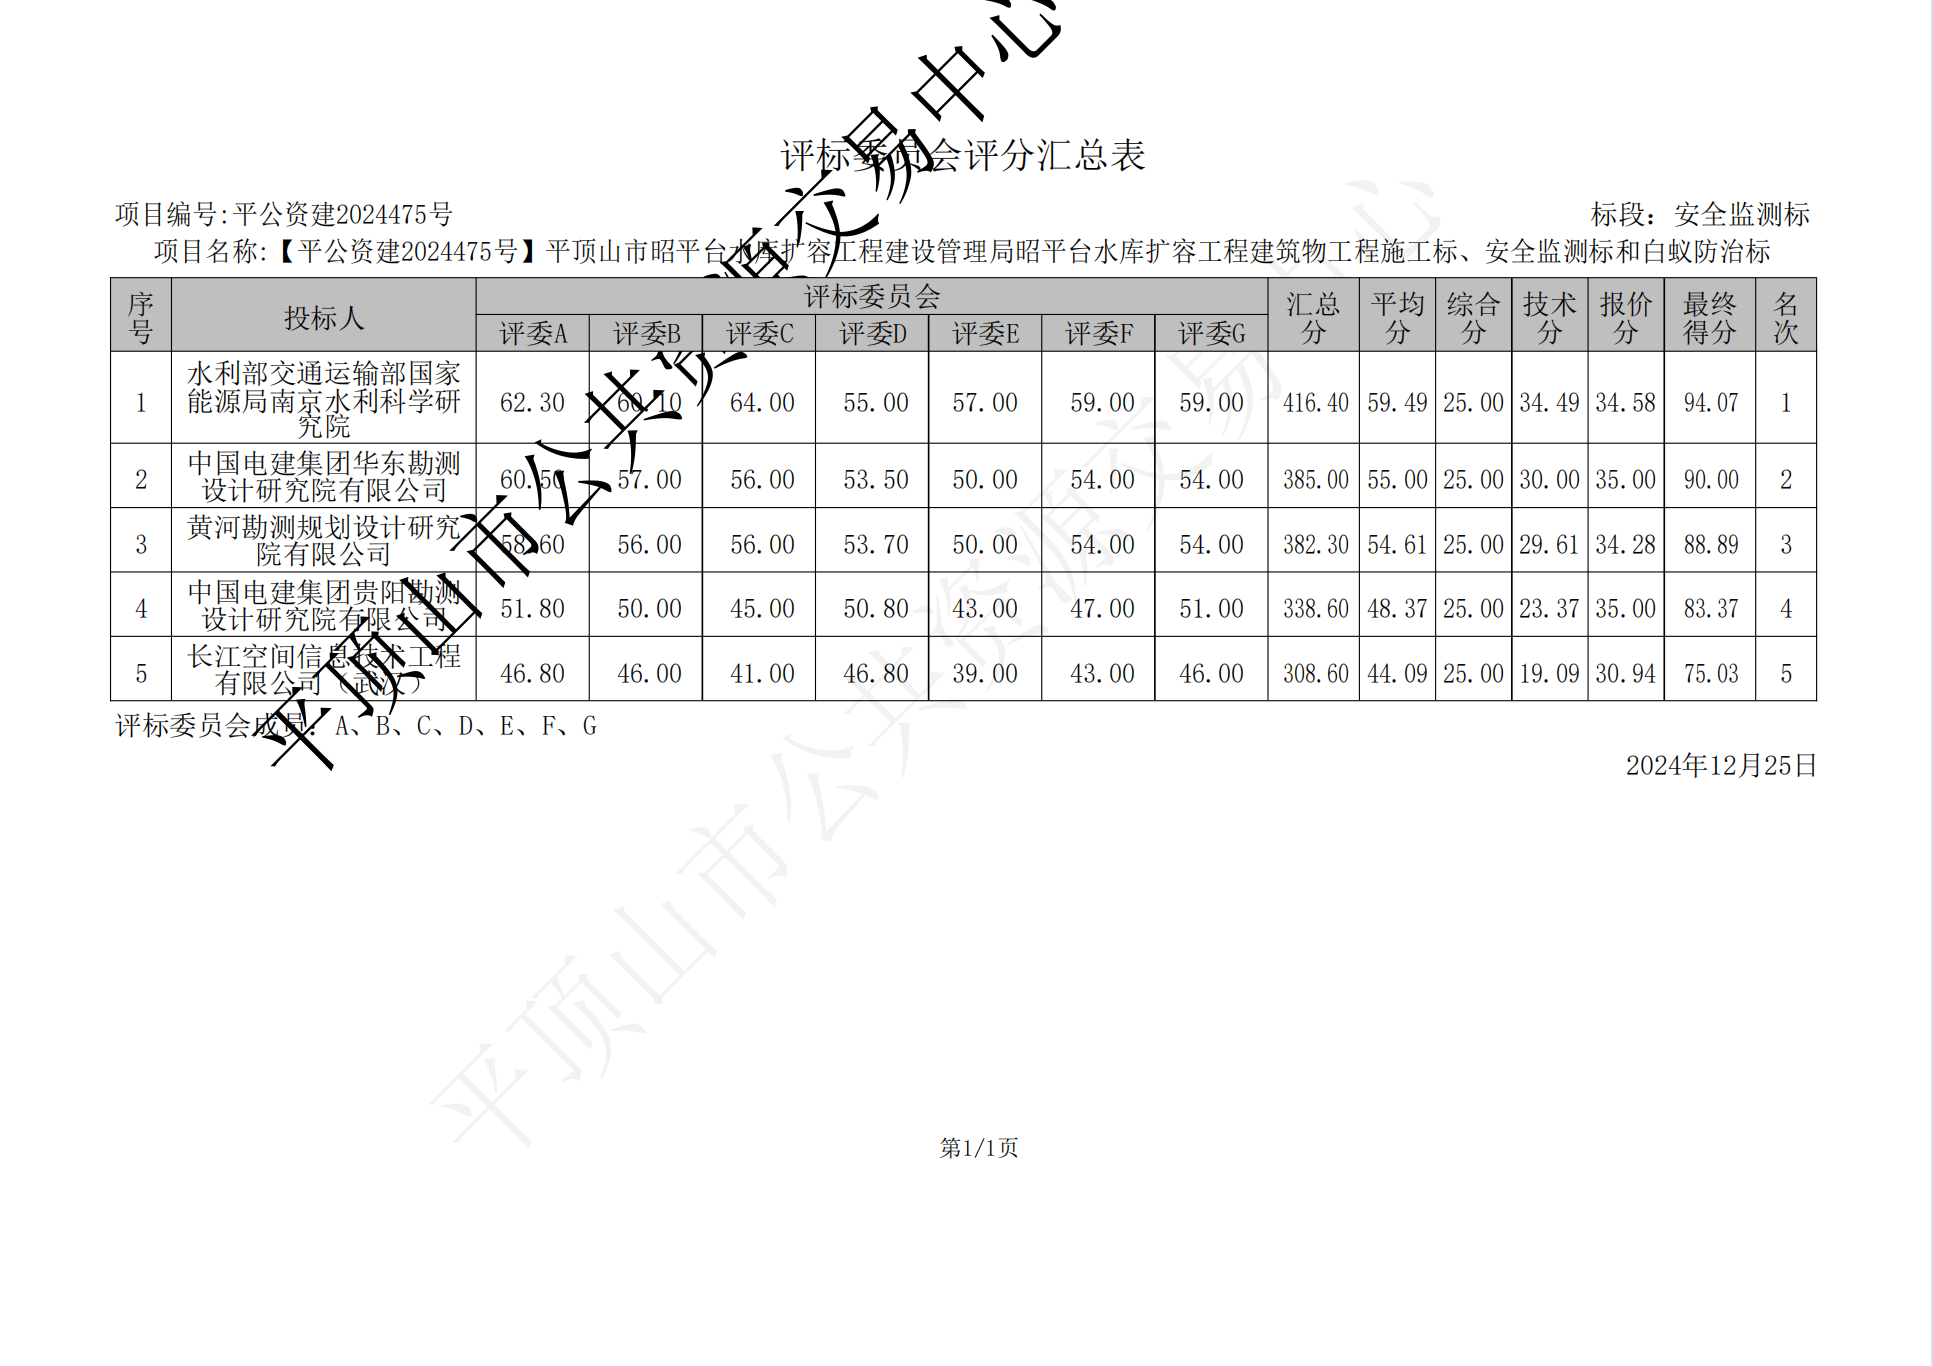 评标委员会评分汇总表
项目编号:平公资建2024475号 标段：安全监测标
项目名称:【平公资建2024475号】平顶山市昭平台水库扩容工程建设管理局昭平台水库扩容工程建筑物工程施工标、安全监测标和白蚁防治标
序号 投标人 评标委员会 汇总分 平均分 综合分 技术分 报价分 最终得分 名次
评委A 评委B 评委C 评委D 评委E 评委F 评委G
1 水利部交通运输部国家能源局南京水利科学研究院 62.30 60.10 64.00 55.00 57.00 59.00 59.00 416.40 59.49 25.00 34.49 34.58 94.07 1
2 中国电建集团华东勘测设计研究院有限公司 60.50 57.00 56.00 53.50 50.00 54.00 54.00 385.00 55.00 25.00 30.00 35.00 90.00 2
3 黄河勘测规划设计研究院有限公司 58.60 56.00 56.00 53.70 50.00 54.00 54.00 382.30 54.61 25.00 29.61 34.28 88.89 3
4 中国电建集团贵阳勘测设计研究院有限公司 51.80 50.00 45.00 50.80 43.00 47.00 51.00 338.60 48.37 25.00 23.37 35.00 83.37 4
5 长江空间信息技术工程有限公司（武汉） 46.80 46.00 41.00 46.80 39.00 43.00 46.00 308.60 44.09 25.00 19.09 30.94 75.03 5
评标委员会成员：A、B、C、D、E、F、G
2024年12月25日
第1/1页
平顶山市公共资源交易中心
平顶山市公共资源交易中心